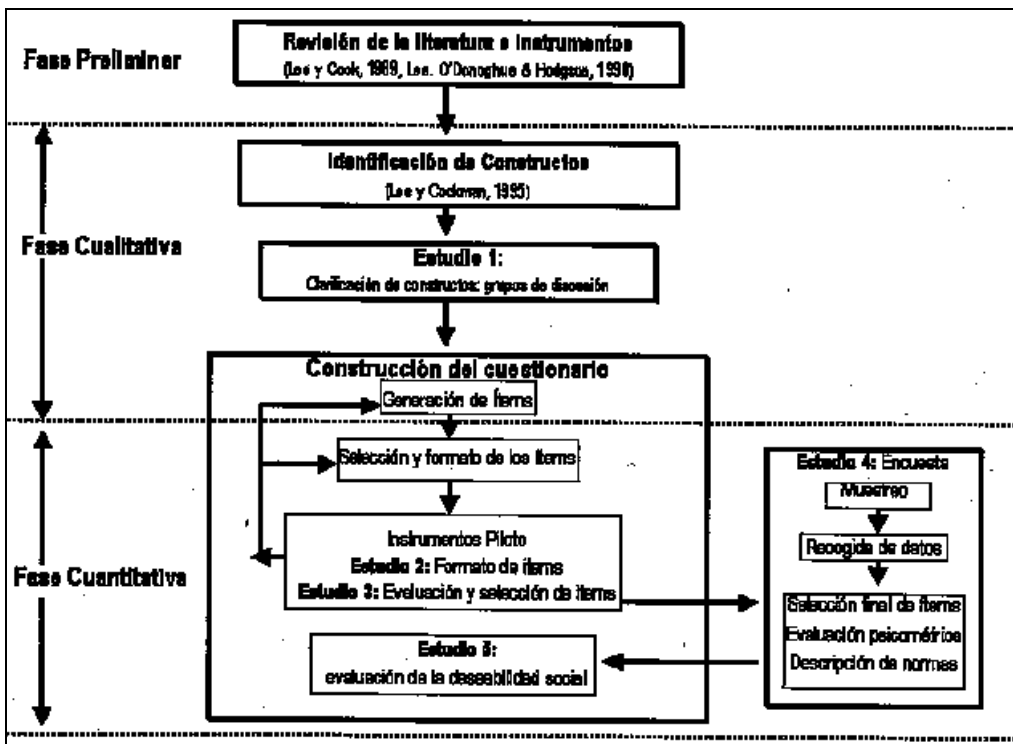 Revisión de la literatura e Instrumentos
Fase Preliminar
(Lee y Cook, 1989, Lee, O'Donoghue & Hodgson, 1998)
Identificación de Constructos
(Lee y 1995)
Fase Cualitativa
Estudio 1:
Clarificación de constructos: grupos de discusión
Construcción del cuestionario
Generación de Ítems
Selección y formato de los ítems
Instrumentos Piloto
Estudio 2: Formato de ítems
Estudio 3: Evaluación y selección de ítems
Fase Cuantitativa
Estudio 5:
evaluación de la deseabilidad social
Estudio 4: Encuesta
Muestreo
Recogida de datos
Selección final de ítems
Evaluación psicométrica
Descripción de normas